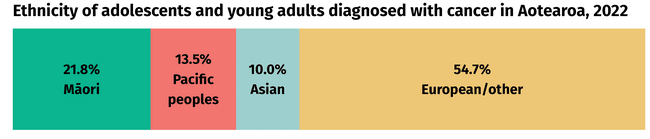 Ethnicity of adolescents and young adults diagnosed with cancer in Aotearoa, 2022
21.8%
Māori
13.5%
Pacific
peoples
10.0%
Asian
54.7%
European/other